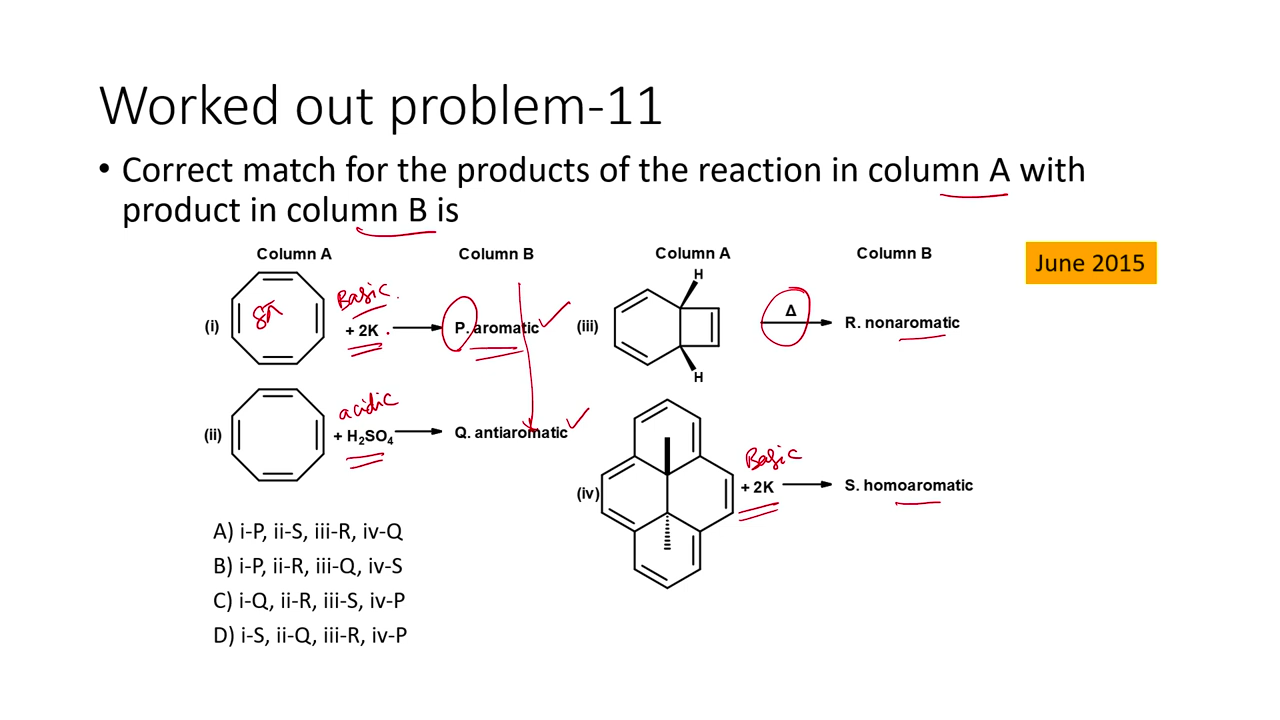 Worked out problem-11
• Correct match for the products of the reaction in column A with
product in column B is
June 2015
Column A
Column B
(i)
8π
Basic.
+ 2K
P. aromatic
(ii)
acidic
+ H₂SO₄
Q. antiaromatic
Column A
Column B
(iii)
H
H
Δ
R. nonaromatic
(iv)
Basic
+ 2K
S. homoaromatic
A) i-P, ii-S, iii-R, iv-Q
B) i-P, ii-R, iii-Q, iv-S
C) i-Q, ii-R, iii-S, iv-P
D) i-S, ii-Q, iii-R, iv-P